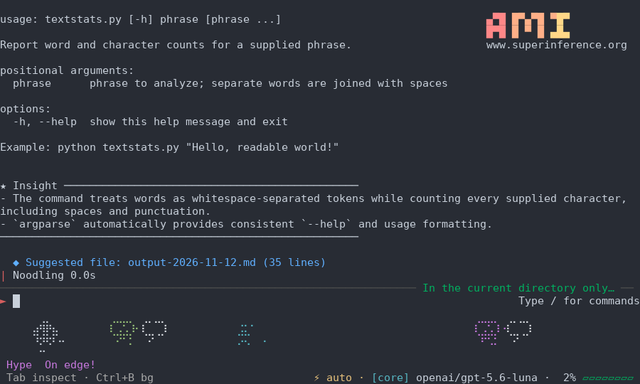 usage: textstats.py [-h] phrase [phrase ...]
AMI
Report word and character counts for a supplied phrase.
www.superinference.org
positional arguments:
phrase phrase to analyze; separate words are joined with spaces
options:
-h, --help show this help message and exit
Example: python textstats.py "Hello, readable world!"
★ Insight
- The command treats words as whitespace-separated tokens while counting every supplied character,
including spaces and punctuation.
- `argparse` automatically provides consistent `--help` and usage formatting.
◆ Suggested file: output-2026-11-12.md (35 lines)
| Noodling 0.0s
In the current directory only…
Type / for commands
Hype On edge!
Tab inspect · Ctrl+B bg
⚡ auto · [core] openai/gpt-5.6-luna · 2%